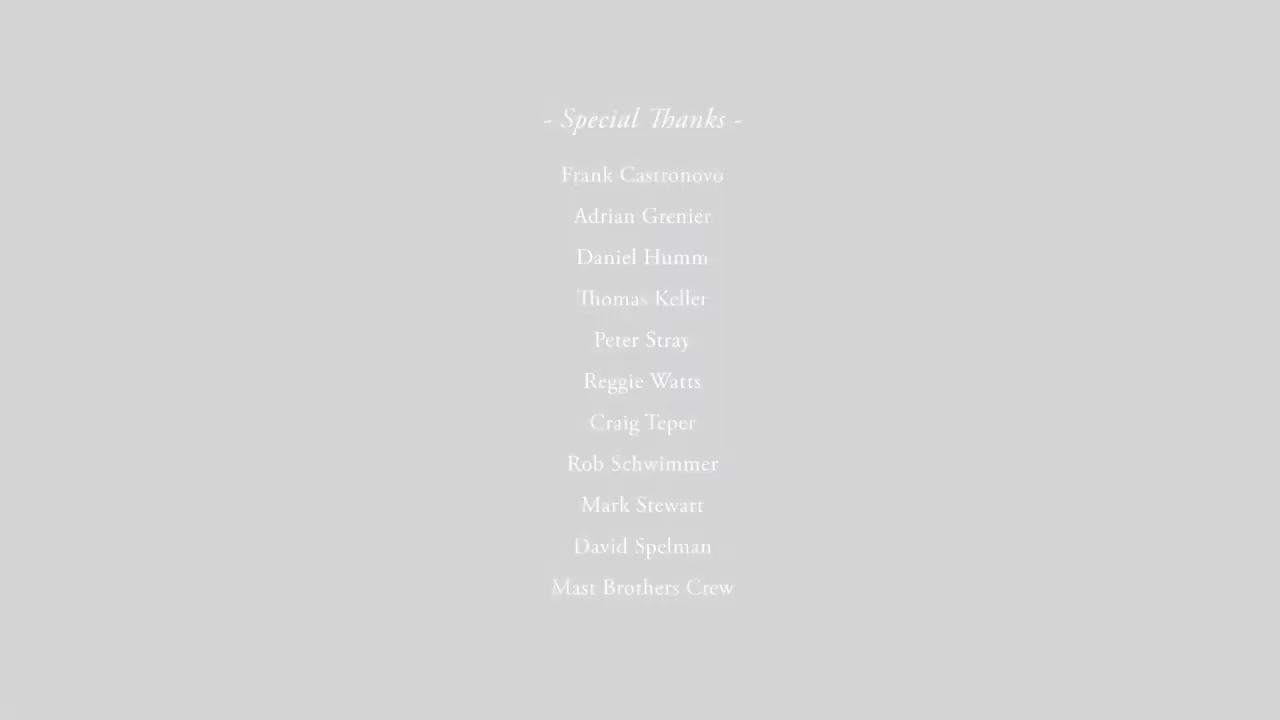 - Special Thanks -
Frank Castronovo
Adrian Grenier
Daniel Humm
Thomas Keller
Peter Stray
Reggie Watts
Craig Teper
Rob Schwimmer
Mark Stewart
David Spelman
Mast Brothers Crew